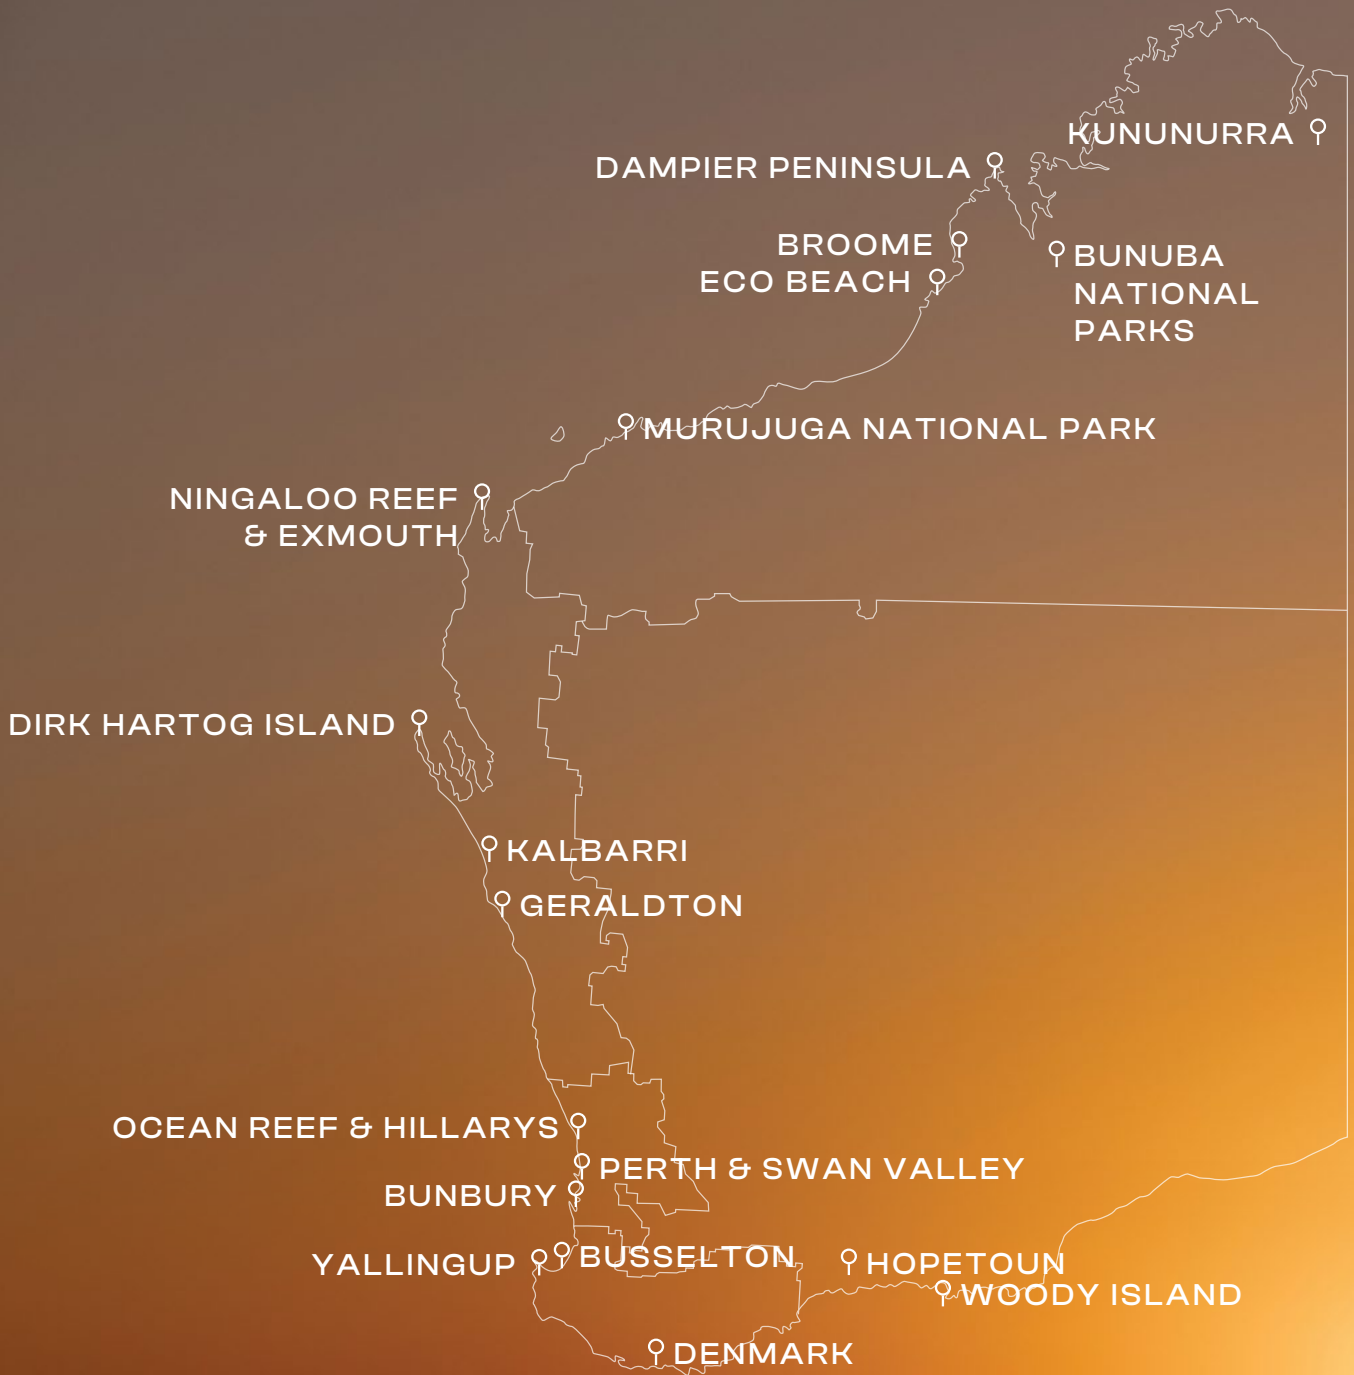 KUNUNURRA
DAMPIER PENINSULA
BROOME
ECO BEACH
BUNUBA
NATIONAL
PARKS
MURUJUGA NATIONAL PARK
NINGALOO REEF
& EXMOUTH
DIRK HARTOG ISLAND
KALBARRI
GERALDTON
OCEAN REEF & HILLARYS
PERTH & SWAN VALLEY
BUNBURY
BUSSELTON
YALLINGUP
HOPETOUN
WOODY ISLAND
DENMARK